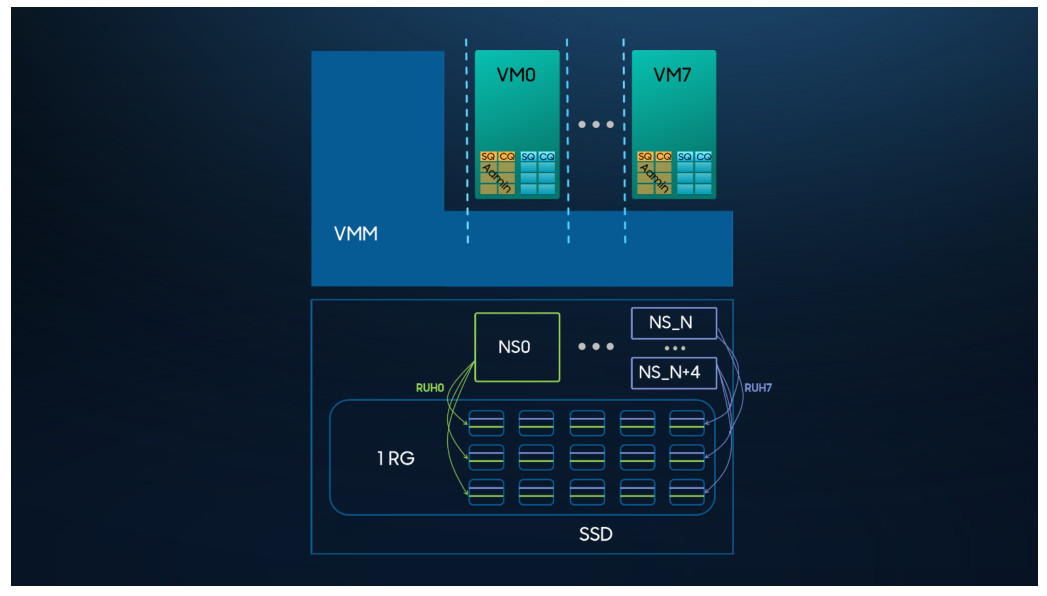 VM0
VM7
SQ CQ SQ CQ
Admin
SQ CQ SQ CQ
Admin
VMM
NS0
NS_N
NS_N+4
RUH0
RUH7
1 RG
SSD